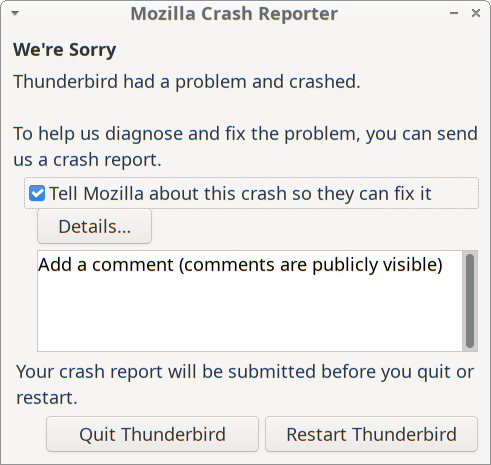 Mozilla Crash Reporter
We're Sorry
Thunderbird had a problem and crashed.
To help us diagnose and fix the problem, you can send
us a crash report.
Tell Mozilla about this crash so they can fix it
Details...
Add a comment (comments are publicly visible)
Your crash report will be submitted before you quit or
restart.
Quit Thunderbird
Restart Thunderbird